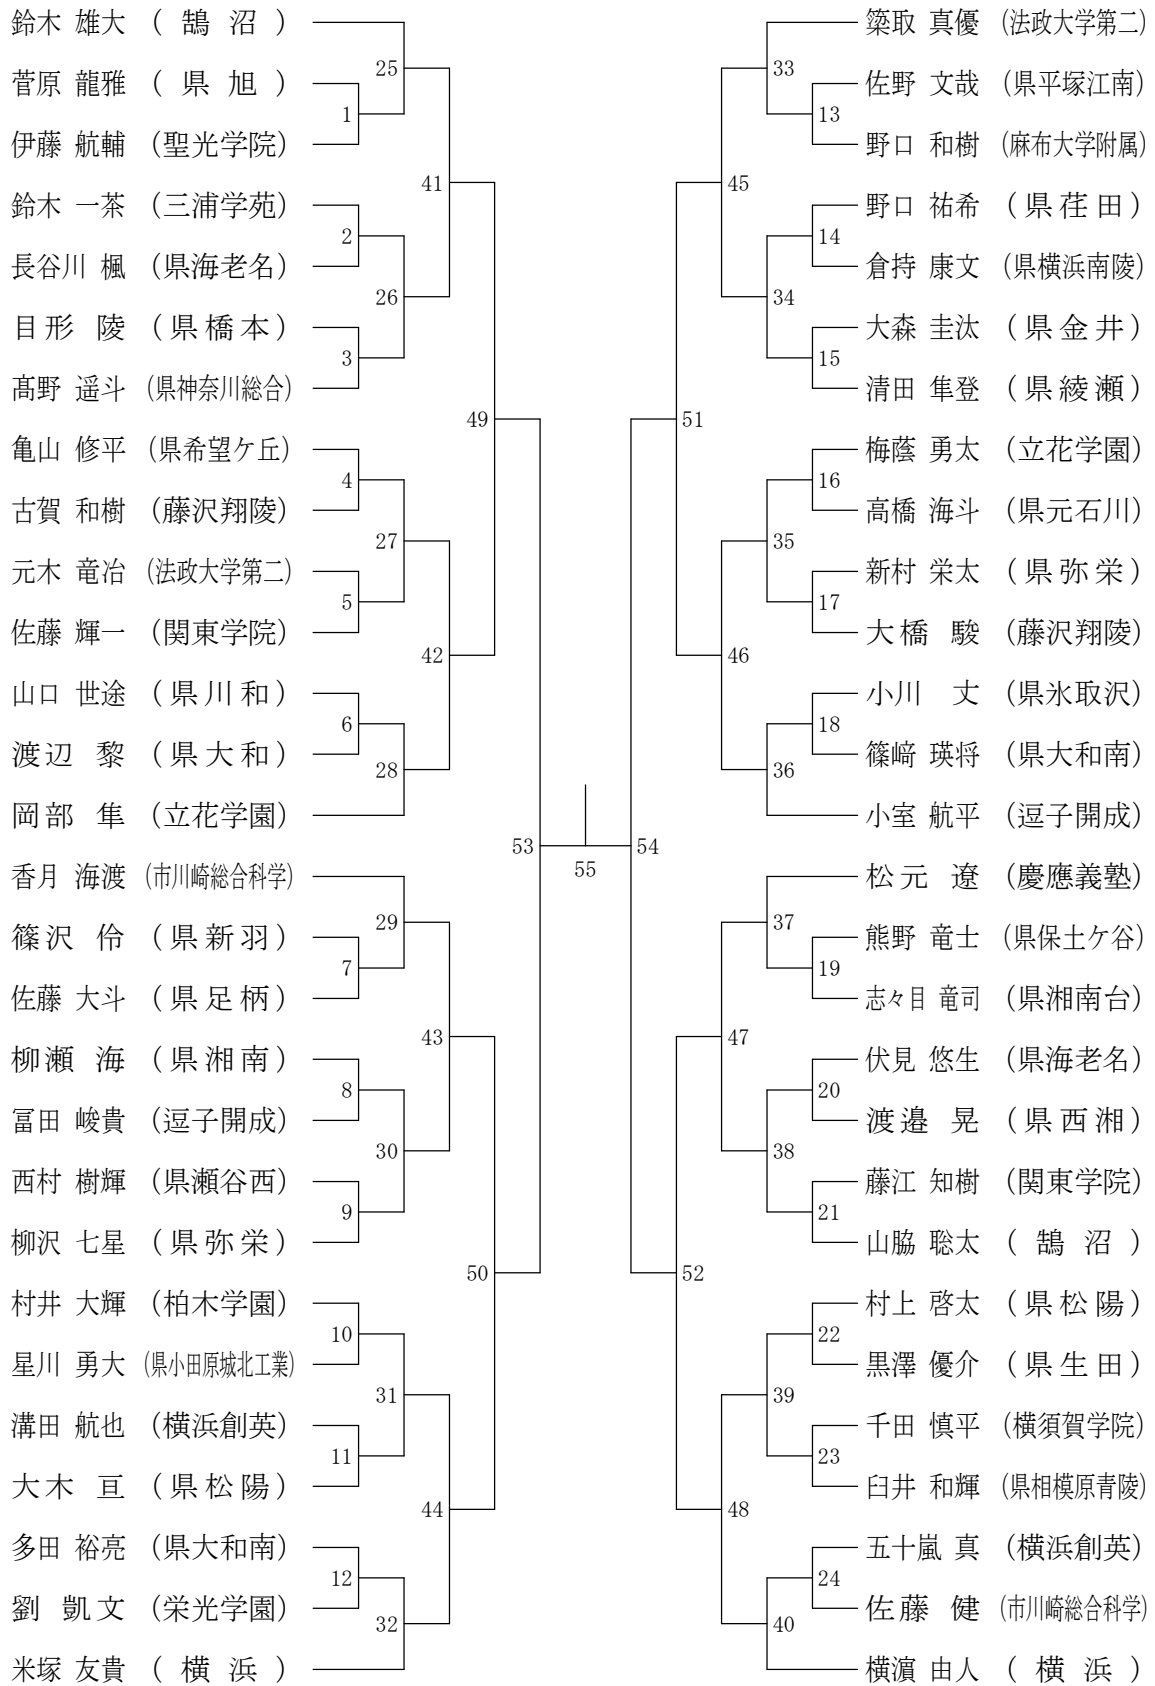 鈴木 雄大 ( 鵠 沼 )
菅原 龍雅 ( 県 旭 )
伊藤 航輔 (聖光学院)
鈴木 一茶 (三浦学苑)
長谷川 楓 (県海老名)
目形 陵 (県橋本)
髙野 遥斗 (県神奈川総合)
亀山 修平 (県希望ケ丘)
古賀 和樹 (藤沢翔陵)
元木 竜冶 (法政大学第二)
佐藤 輝一 (関東学院)
山口 世途 (県川和)
渡辺 黎 (県大和)
岡部 隼 (立花学園)
香月 海渡 (市川崎総合科学)
篠沢 伶 (県新羽)
佐藤 大斗 (県足柄)
柳瀬 海 (県湘南)
冨田 峻貴 (逗子開成)
西村 樹輝 (県瀬谷西)
柳沢 七星 (県弥栄)
村井 大輝 (柏木学園)
星川 勇大 (県小田原城北工業)
溝田 航也 (横浜創英)
大木 亘 (県松陽)
多田 裕亮 (県大和南)
劉 凱文 (栄光学園)
米塚 友貴 ( 横 浜 )
1
2
3
4
5
6
7
8
9
10
11
12
25
26
27
28
29
30
31
32
41
42
43
44
49
50
53
55
54
51
52
45
46
47
48
33
34
35
36
37
38
39
40
13
14
15
16
17
18
19
20
21
22
23
24
簗取 真優 (法政大学第二)
佐野 文哉 (県平塚江南)
野口 和樹 (麻布大学附属)
野口 祐希 (県荏田)
倉持 康文 (県横浜南陵)
大森 圭汰 (県金井)
清田 隼登 (県綾瀬)
梅蔭 勇太 (立花学園)
高橋 海斗 (県元石川)
新村 栄太 (県弥栄)
大橋 駿 (藤沢翔陵)
小川 丈 (県氷取沢)
篠﨑 瑛将 (県大和南)
小室 航平 (逗子開成)
松元 遼 (慶應義塾)
熊野 竜士 (県保土ケ谷)
志々目 竜司 (県湘南台)
伏見 悠生 (県海老名)
渡邉 晃 (県西湘)
藤江 知樹 (関東学院)
山脇 聡太 ( 鵠 沼 )
村上 啓太 (県松陽)
黒澤 優介 (県生田)
千田 慎平 (横須賀学院)
臼井 和輝 (県相模原青陵)
五十嵐 真 (横浜創英)
佐藤 健 (市川崎総合科学)
横濵 由人 ( 横 浜 )